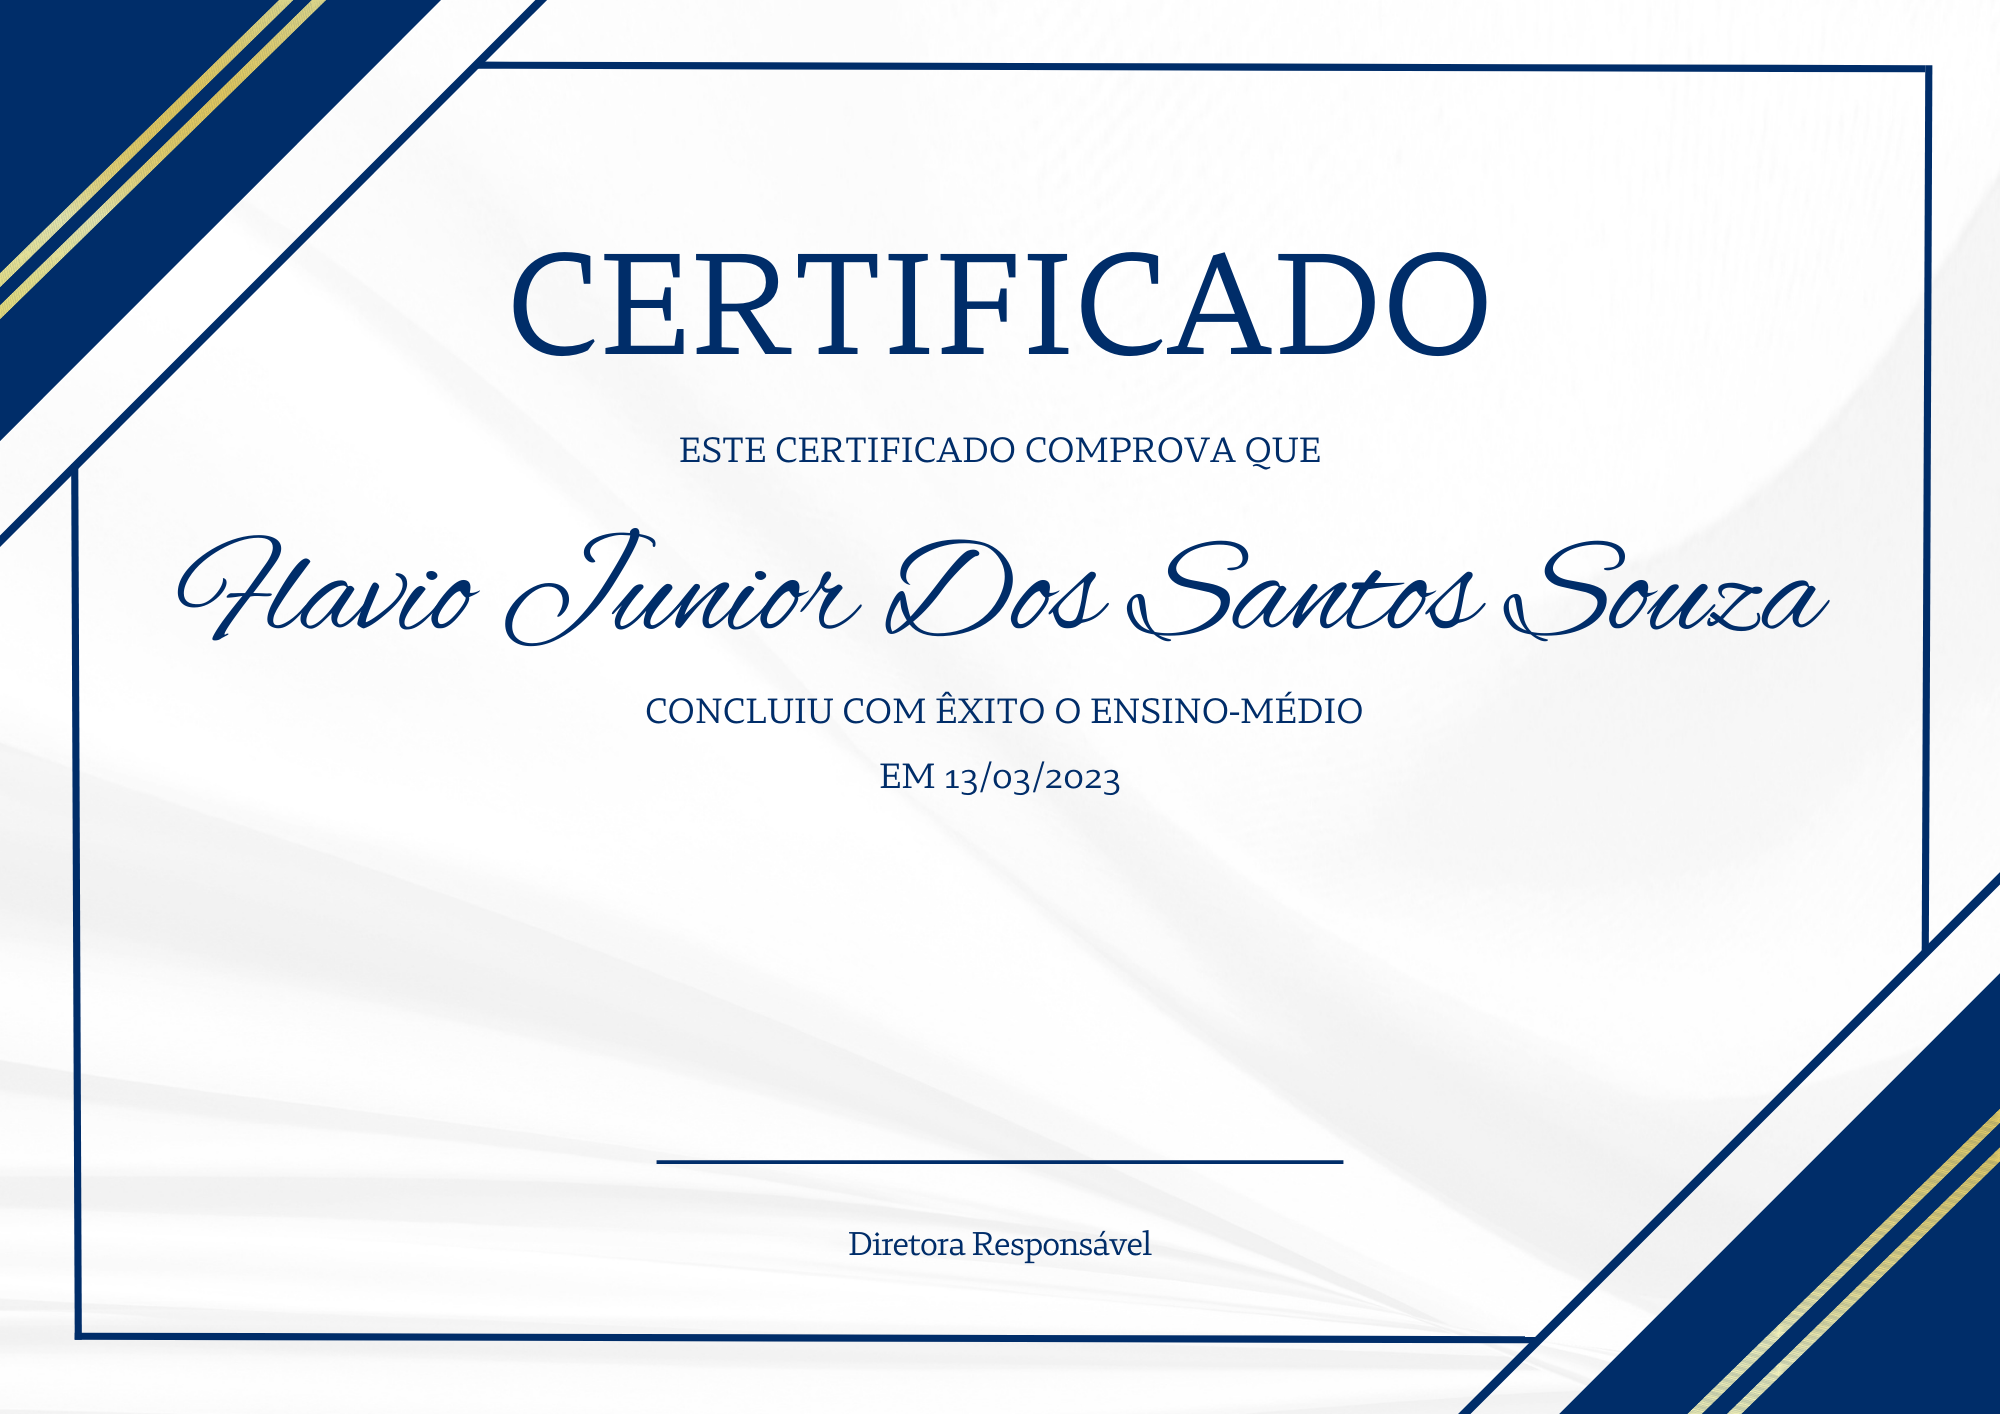 CERTIFICADO
ESTE CERTIFICADO COMPROVA QUE
Flavio Junior Dos Santos Souza
CONCLUIU COM ÊXITO O ENSINO-MÉDIO
EM 13/03/2023
Diretora Responsável